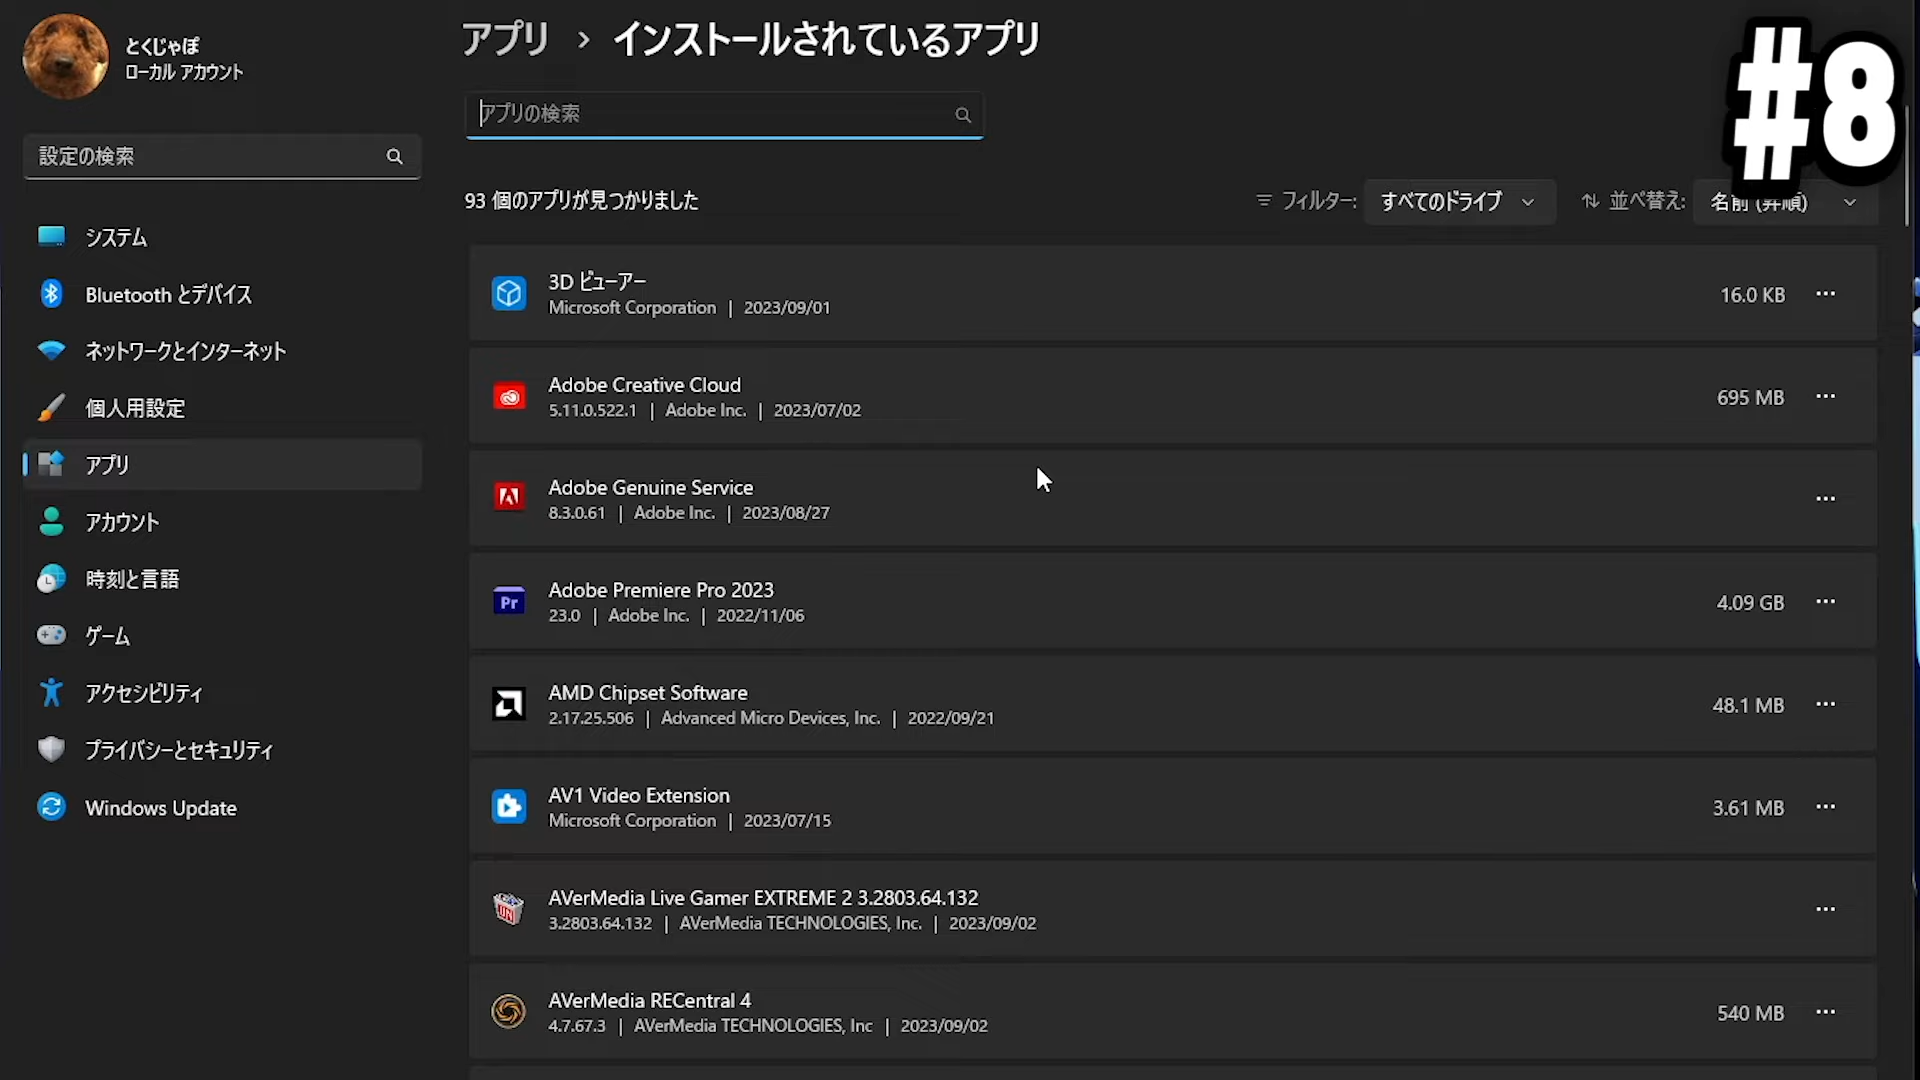 とくじゃぽ
ローカル アカウント
設定の検索
システム
Bluetooth とデバイス
ネットワークとインターネット
個人用設定
アプリ
アカウント
時刻と言語
ゲーム
アクセシビリティ
プライバシーとセキュリティ
Windows Update
アプリ › インストールされているアプリ
#8
アプリの検索
93 個のアプリが見つかりました
フィルター: すべてのドライブ 並べ替え: 名前 (昇順)
3D ビューアー
Microsoft Corporation | 2023/09/01
16.0 KB
Adobe Creative Cloud
5.11.0.522.1 | Adobe Inc. | 2023/07/02
695 MB
Adobe Genuine Service
8.3.0.61 | Adobe Inc. | 2023/08/27
Pr
Adobe Premiere Pro 2023
23.0 | Adobe Inc. | 2022/11/06
4.09 GB
AMD Chipset Software
2.17.25.506 | Advanced Micro Devices, Inc. | 2022/09/21
48.1 MB
AV1 Video Extension
Microsoft Corporation | 2023/07/15
3.61 MB
AVerMedia Live Gamer EXTREME 2 3.2803.64.132
3.2803.64.132 | AVerMedia TECHNOLOGIES, Inc. | 2023/09/02
AVerMedia RECentral 4
4.7.67.3 | AVerMedia TECHNOLOGIES, Inc | 2023/09/02
540 MB